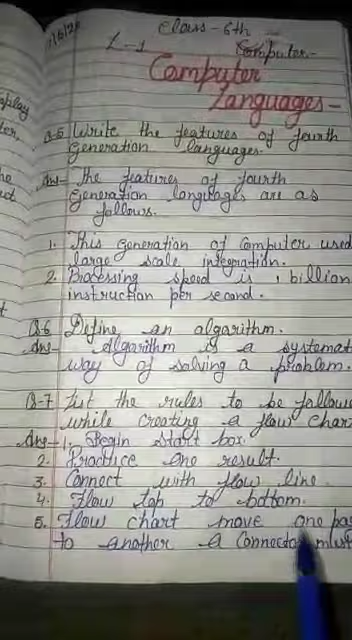 Class-6th
L-1 Computer-
Computer
Languages-
Q-5 Write the features of fourth
generation languages.
Ans- The features of fourth
generation languages are as
follows.
1. This generation of computer used
large scale integration.
2. Processing speed is 1 billion
instruction per second.
Q-6 Define an algorithm.
Ans- Algorithm is a systemat
way of solving a problem.
Q-7 List the rules to be follow
while creating a flow char
Ans- 1. Begin start box.
2. Practice one result.
3. Connect with flow line.
4. Flow top to bottom.
5. Flow chart move one pa
to another a Connector must